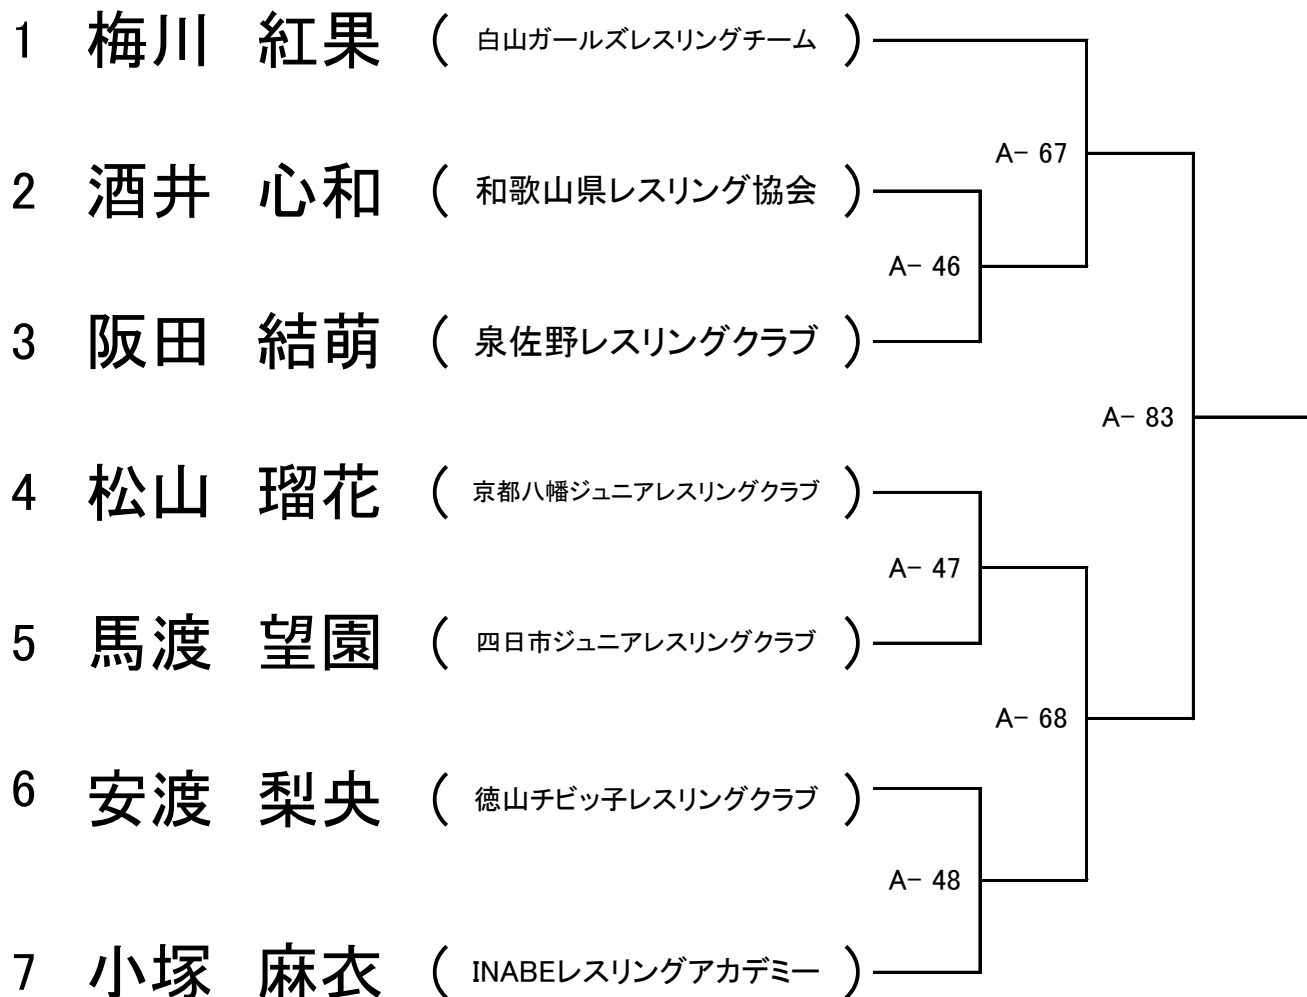 1 梅川 紅果 （ 白山ガールズレスリングチーム ）
A- 67
2 酒井 心和 （ 和歌山県レスリング協会 ）
A- 46
3 阪田 結萌 （ 泉佐野レスリングクラブ ）
A- 83
4 松山 瑠花 （ 京都八幡ジュニアレスリングクラブ ）
A- 47
5 馬渡 望園 （ 四日市ジュニアレスリングクラブ ）
A- 68
6 安渡 梨央 （ 徳山チビッ子レスリングクラブ ）
A- 48
7 小塚 麻衣 （ INABEレスリングアカデミー ）